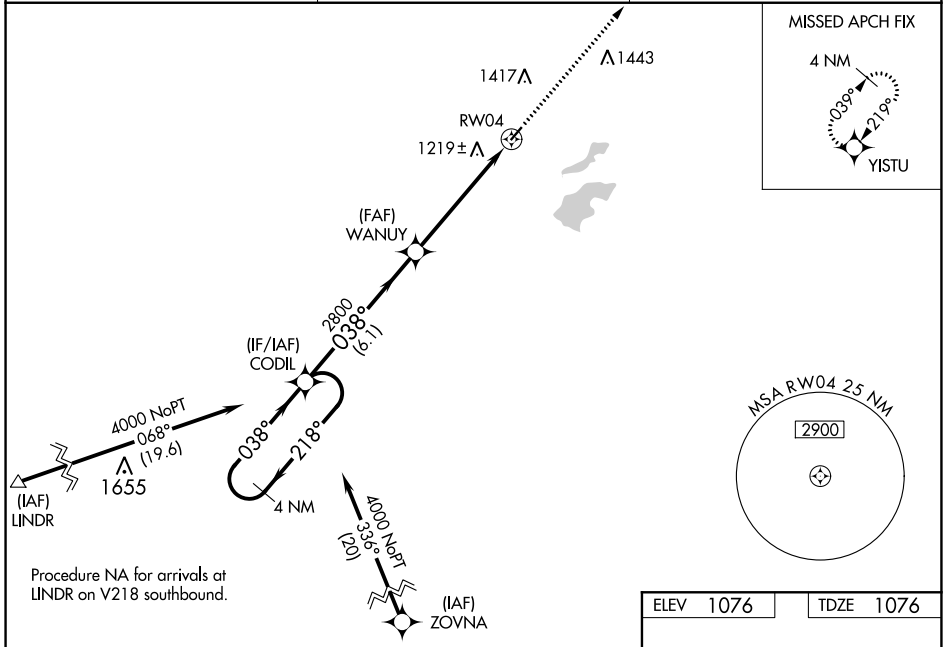 MISSED APCH FIX
4 NM
039°
219°
YISTU
1443
1417
RW04
1219±
(FAF)
WANUY
2800
038°
(6.1)
(IF/IAF)
CODIL
4000 NoPT
068°
(19.6)
1655
(IAF)
LINDR
038°
218°
4 NM
4000 NoPT
336°
(20)
(IAF)
ZOVNA
MSA RW04 25 NM
2900
Procedure NA for arrivals at
LINDR on V218 southbound.
ELEV 1076
TDZE 1076